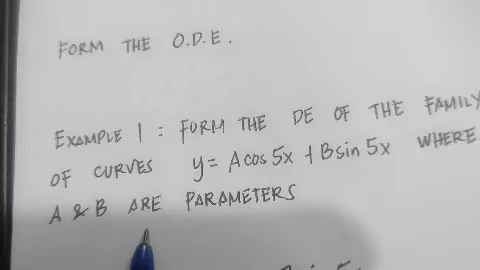 FORM THE O.D.E.
EXAMPLE 1 : FORM THE DE OF THE FAMILY
OF CURVES y = A cos 5x + B sin 5x WHERE
A & B ARE PARAMETERS